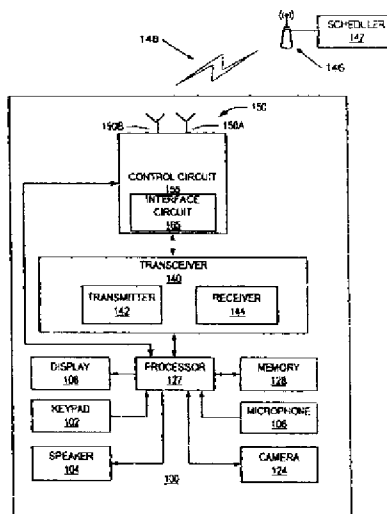 SCHEDULER
147
148
146
150
150B
150A
CONTROL CIRCUIT
155
INTERFACE
CIRCUIT
165
TRANSCEIVER
140
TRANSMITTER
142
RECEIVER
144
DISPLAY
108
PROCESSOR
127
MEMORY
128
KEYPAD
102
MICROPHONE
106
SPEAKER
104
100
CAMERA
124